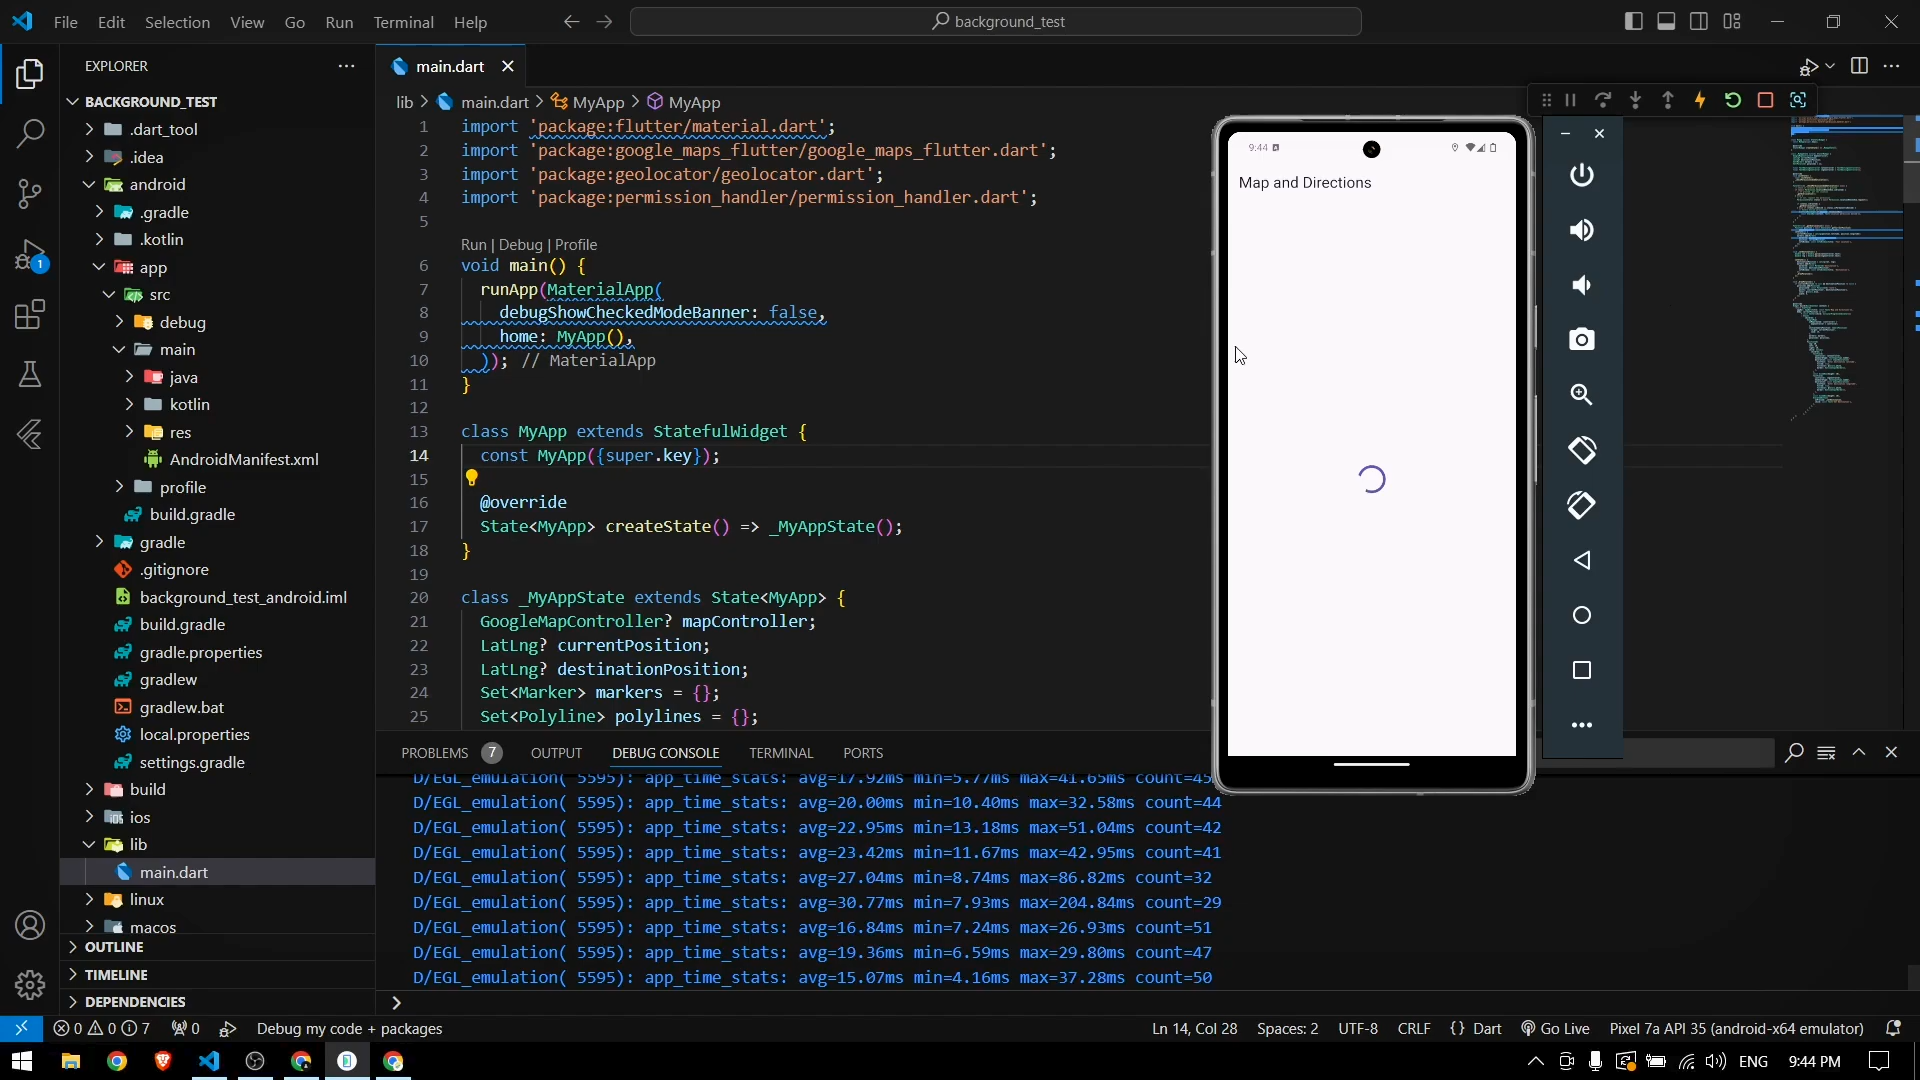 File Edit Selection View Go Run Terminal Help
background_test
EXPLORER
BACKGROUND_TEST
.dart_tool
.idea
android
.gradle
.kotlin
app
src
debug
main
java
kotlin
res
AndroidManifest.xml
profile
build.gradle
gradle
.gitignore
background_test_android.iml
build.gradle
gradle.properties
gradlew
gradlew.bat
local.properties
settings.gradle
build
ios
lib
main.dart
linux
macos
OUTLINE
TIMELINE
DEPENDENCIES
1
main.dart
lib > main.dart > MyApp > MyApp
1 import 'package:flutter/material.dart';
2 import 'package:google_maps_flutter/google_maps_flutter.dart';
3 import 'package:geolocator/geolocator.dart';
4 import 'package:permission_handler/permission_handler.dart';
5
Run | Debug | Profile
6 void main() {
7 runApp(MaterialApp(
8 debugShowCheckedModeBanner: false,
9 home: MyApp(),
10 )); // MaterialApp
11 }
12
13 class MyApp extends StatefulWidget {
14 const MyApp({super.key});
15
16 @override
17 State<MyApp> createState() => _MyAppState();
18 }
19
20 class _MyAppState extends State<MyApp> {
21 GoogleMapController? mapController;
22 LatLng? currentPosition;
23 LatLng? destinationPosition;
24 Set<Marker> markers = {};
25 Set<Polyline> polylines = {};
9:44
Map and Directions
PROBLEMS 7 OUTPUT DEBUG CONSOLE TERMINAL PORTS
D/EGL_emulation( 5595): app_time_stats: avg=17.92ms min=5.77ms max=41.65ms count=45
D/EGL_emulation( 5595): app_time_stats: avg=20.00ms min=10.40ms max=32.58ms count=44
D/EGL_emulation( 5595): app_time_stats: avg=22.95ms min=13.18ms max=51.04ms count=42
D/EGL_emulation( 5595): app_time_stats: avg=23.42ms min=11.67ms max=42.95ms count=41
D/EGL_emulation( 5595): app_time_stats: avg=27.04ms min=8.74ms max=86.82ms count=32
D/EGL_emulation( 5595): app_time_stats: avg=30.77ms min=7.93ms max=204.84ms count=29
D/EGL_emulation( 5595): app_time_stats: avg=16.84ms min=7.24ms max=26.93ms count=51
D/EGL_emulation( 5595): app_time_stats: avg=19.36ms min=6.59ms max=29.80ms count=47
D/EGL_emulation( 5595): app_time_stats: avg=15.07ms min=4.16ms max=37.28ms count=50
0 0 7 0 Debug my code + packages
Ln 14, Col 28 Spaces: 2 UTF-8 CRLF {} Dart Go Live Pixel 7a API 35 (android-x64 emulator)
ENG 9:44 PM